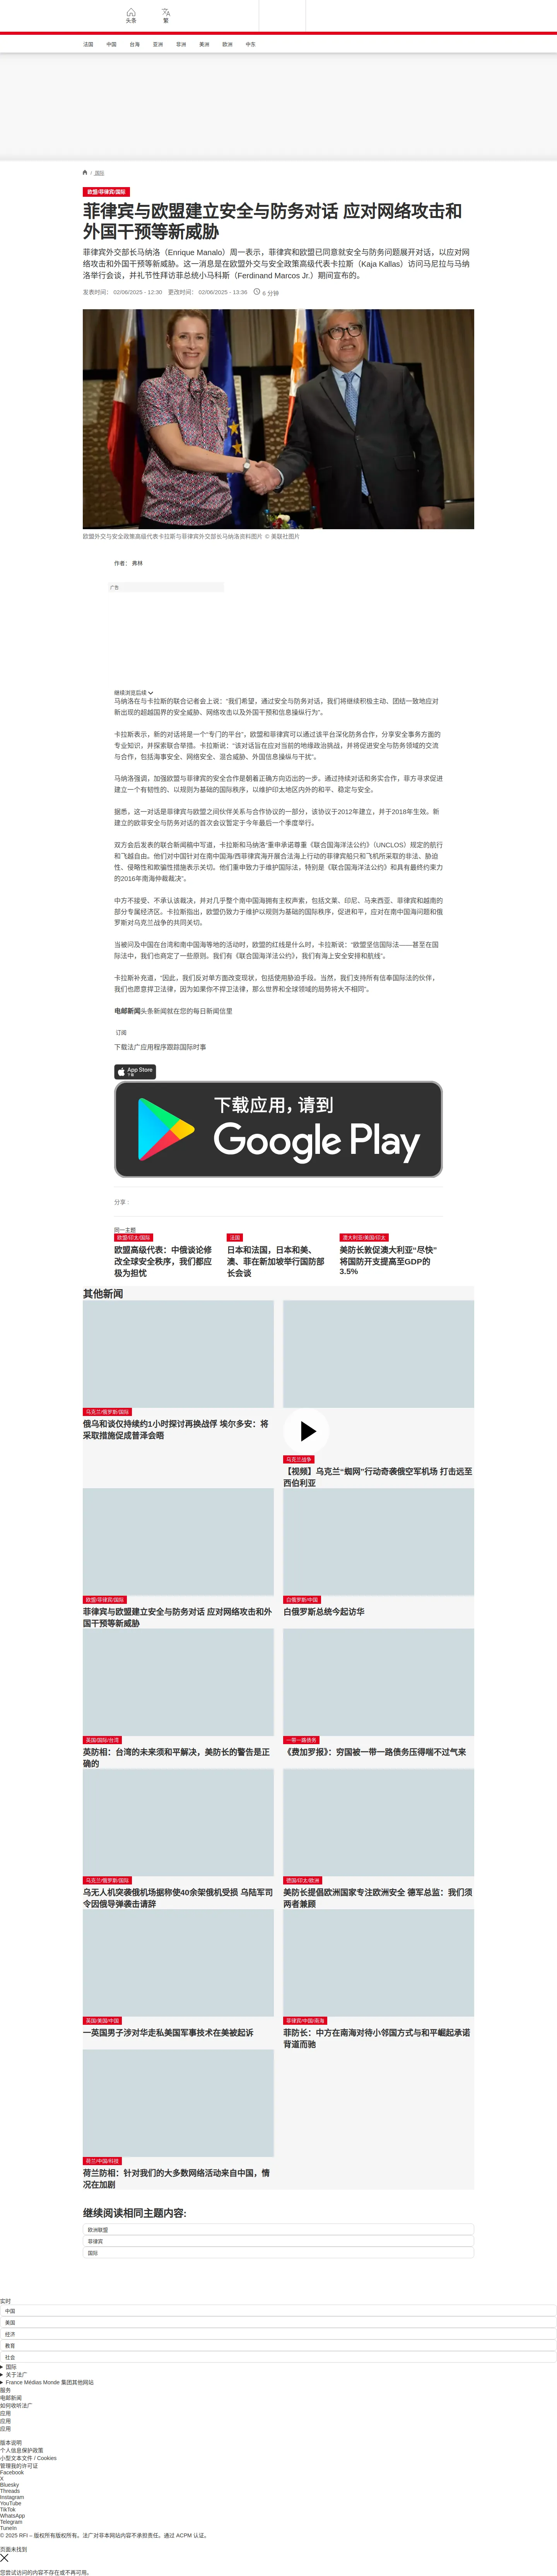 头条
繁
法国 中国 台海 亚洲 非洲 美洲 欧洲 中东
/ 国际
欧盟/菲律宾/国际
菲律宾与欧盟建立安全与防务对话 应对网络攻击和
外国干预等新威胁
菲律宾外交部长马纳洛（Enrique Manalo）周一表示，菲律宾和欧盟已同意就安全与防务问题展开对话，以应对网
络攻击和外国干预等新威胁。这一消息是在欧盟外交与安全政策高级代表卡拉斯（Kaja Kallas）访问马尼拉与马纳
洛举行会谈，并礼节性拜访菲总统小马科斯（Ferdinand Marcos Jr.）期间宣布的。
发表时间： 02/06/2025 - 12:30 更改时间： 02/06/2025 - 13:36 6 分钟
欧盟外交与安全政策高级代表卡拉斯与菲律宾外交部长马纳洛资料图片 © 美联社图片
作者： 弗林
广告
继续浏览后续
马纳洛在与卡拉斯的联合记者会上说：“我们希望，通过安全与防务对话，我们将继续积极主动、团结一致地应对
新出现的超越国界的安全威胁、网络攻击以及外国干预和信息操纵行为”。
卡拉斯表示，新的对话将是一个“专门的平台”，欧盟和菲律宾可以通过该平台深化防务合作，分享安全事务方面的
专业知识，并探索联合举措。卡拉斯说：“该对话旨在应对当前的地缘政治挑战，并将促进安全与防务领域的交流
与合作，包括海事安全、网络安全、混合威胁、外国信息操纵与干扰”。
马纳洛强调，加强欧盟与菲律宾的安全合作是朝着正确方向迈出的一步。通过持续对话和务实合作，菲方寻求促进
建立一个有韧性的、以规则为基础的国际秩序，以维护印太地区内外的和平、稳定与安全。
据悉，这一对话是菲律宾与欧盟之间伙伴关系与合作协议的一部分，该协议于2012年建立，并于2018年生效。新
建立的欧菲安全与防务对话的首次会议暂定于今年最后一个季度举行。
双方会后发表的联合新闻稿中写道，卡拉斯和马纳洛“重申承诺尊重《联合国海洋法公约》（UNCLOS）规定的航行
和飞越自由。他们对中国针对在南中国海/西菲律宾海开展合法海上行动的菲律宾船只和飞机所采取的非法、胁迫
性、侵略性和欺骗性措施表示关切。他们重申致力于维护国际法，特别是《联合国海洋法公约》和具有最终约束力
的2016年南海仲裁裁决”。
中方不接受、不承认该裁决，并对几乎整个南中国海拥有主权声索，包括文莱、印尼、马来西亚、菲律宾和越南的
部分专属经济区。卡拉斯指出，欧盟仍致力于维护以规则为基础的国际秩序，促进和平，应对在南中国海问题和俄
罗斯对乌克兰战争的共同关切。
当被问及中国在台湾和南中国海等地的活动时，欧盟的红线是什么时，卡拉斯说：“欧盟坚信国际法——甚至在国
际法中，我们也商定了一些原则。我们有《联合国海洋法公约》，我们有海上安全安排和航线”。
卡拉斯补充道，“因此，我们反对单方面改变现状，包括使用胁迫手段。当然，我们支持所有信奉国际法的伙伴，
我们也愿意捍卫法律，因为如果你不捍卫法律，那么世界和全球领域的局势将大不相同”。
电邮新闻头条新闻就在您的每日新闻信里
订阅
下载法广应用程序跟踪国际时事
App Store
下载
下载应用，请到
Google Play
分享 :
同一主题
欧盟/印太/国际
欧盟高级代表：中俄谈论修
改全球安全秩序，我们都应
极为担忧
法国
日本和法国，日本和美、
澳、菲在新加坡举行国防部
长会谈
澳大利亚/美国/印太
美防长敦促澳大利亚“尽快”
将国防开支提高至GDP的
3.5%
其他新闻
乌克兰/俄罗斯/国际
俄乌和谈仅持续约1小时探讨再换战俘 埃尔多安：将
采取措施促成普泽会晤
乌克兰战争
【视频】乌克兰“蜘网”行动奇袭俄空军机场 打击远至
西伯利亚
欧盟/菲律宾/国际
菲律宾与欧盟建立安全与防务对话 应对网络攻击和外
国干预等新威胁
白俄罗斯/中国
白俄罗斯总统今起访华
英国/国际/台湾
英防相：台湾的未来须和平解决，美防长的警告是正
确的
一带一路债务
《费加罗报》：穷国被一带一路债务压得喘不过气来
乌克兰/俄罗斯/国际
乌无人机突袭俄机场据称使40余架俄机受损 乌陆军司
令因俄导弹袭击请辞
德国/印太/欧洲
美防长提倡欧洲国家专注欧洲安全 德军总监：我们须
两者兼顾
英国/美国/中国
一英国男子涉对华走私美国军事技术在美被起诉
菲律宾/中国/南海
菲防长：中方在南海对待小邻国方式与和平崛起承诺
背道而驰
荷兰/中国/科技
荷兰防相：针对我们的大多数网络活动来自中国，情
况在加剧
继续阅读相同主题内容:
欧洲联盟
菲律宾
国际
实时
中国
美国
经济
教育
社会
国际
关于法广
France Médias Monde 集团其他网站
服务
电邮新闻
如何收听法广
应用
应用
应用
版本说明
个人信息保护政策
小型文本文件 / Cookies
管理我的许可证
Facebook
X
Bluesky
Threads
Instagram
YouTube
TikTok
WhatsApp
Telegram
TuneIn
© 2025 RFI – 版权所有版权所有。法广对非本网站内容不承担责任。通过 ACPM 认证。
页面未找到
您尝试访问的内容不存在或不再可用。